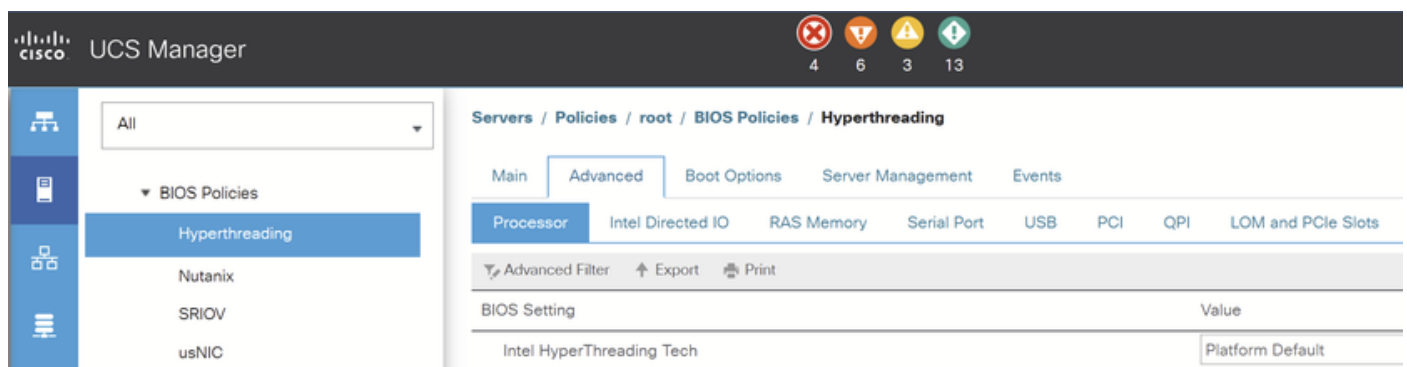 CISCO
UCS Manager
4 6 3 13
All
BIOS Policies
Hyperthreading
Nutanix
SRIOV
usNIC
Servers / Policies / root / BIOS Policies / Hyperthreading
Main Advanced Boot Options Server Management Events
Processor Intel Directed IO RAS Memory Serial Port USB PCI QPI LOM and PCIe Slots
Advanced Filter Export Print
BIOS Setting Value
Intel HyperThreading Tech Platform Default